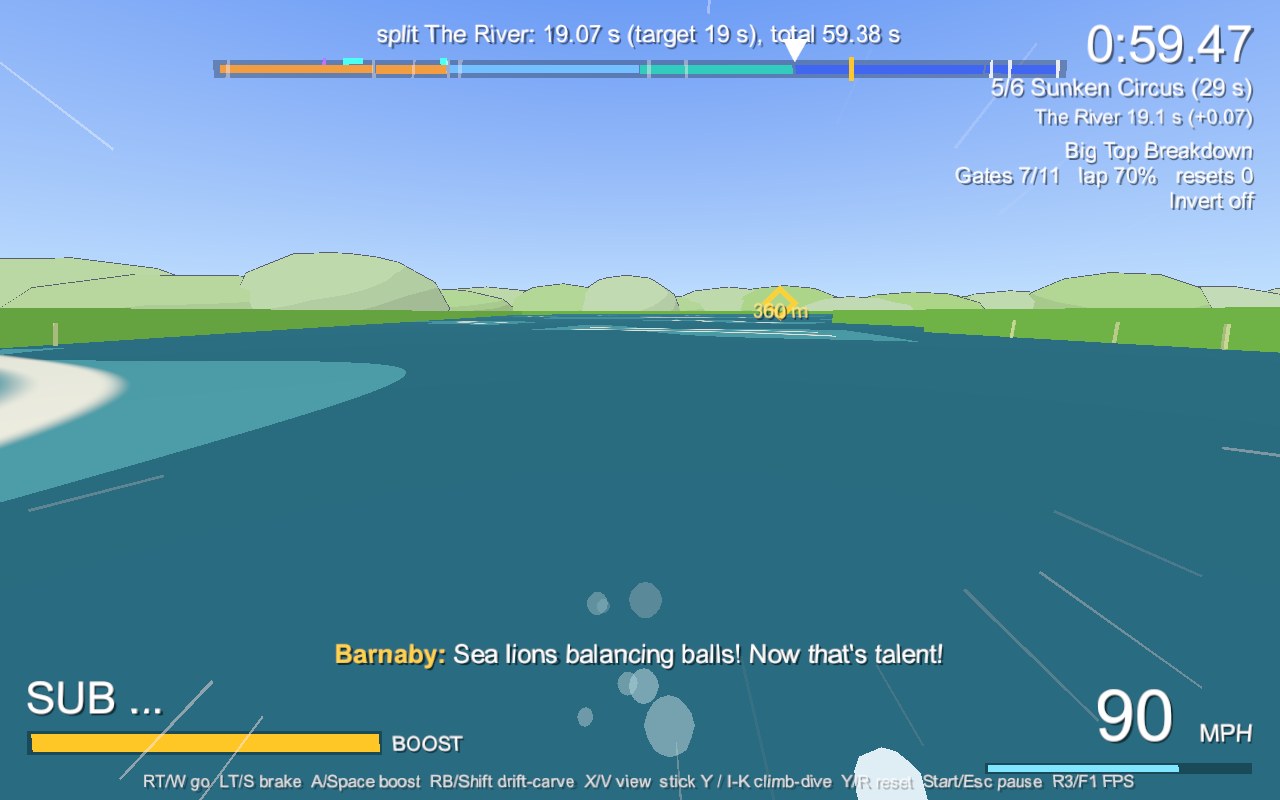 split The River: 19.07 s (target 19 s), total 59.38 s
0:59.47
5/6 Sunken Circus (29 s)
The River 19.1 s (+0.07)
Big Top Breakdown
Gates 7/11 lap 70% resets 0
Invert off
360 m
Barnaby: Sea lions balancing balls! Now that's talent!
SUB ...
BOOST
90 MPH
RT/W go LT/S brake A/Space boost RB/Shift drift-carve X/V view stick Y / I-K climb-dive Y/R reset Start/Esc pause R3/F1 FPS